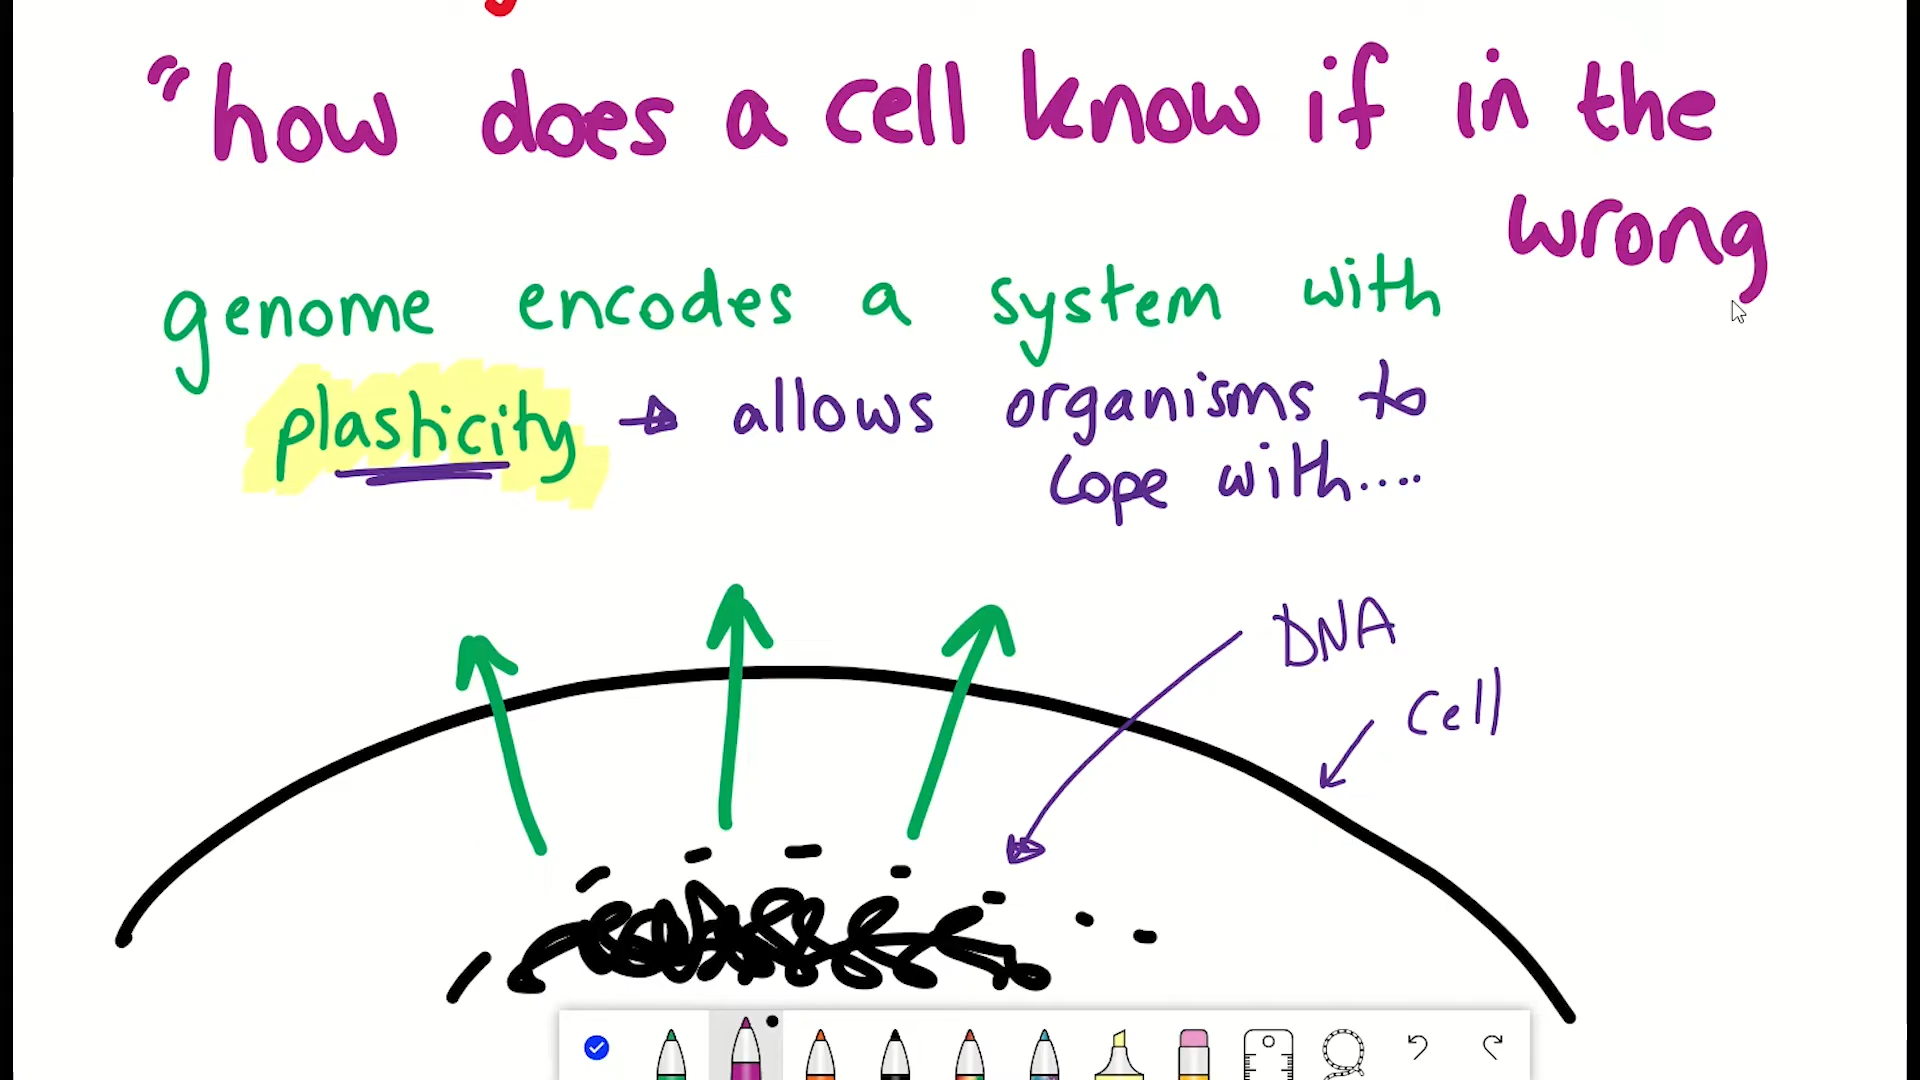 "how does a cell know if in the
wrong
genome encodes a system with
plasticity → allows organisms to
cope with....
DNA
cell